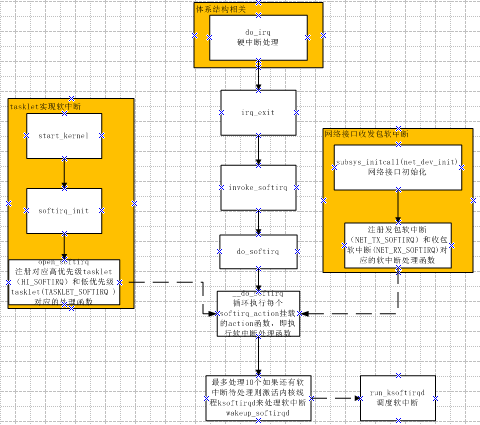 体系结构相关
do_irq
硬中断处理
irq_exit
invoke_softirq
do_softirq
__do_softirq
循环执行每个
softirq_action挂载
的action函数，即执
行软中断处理函数
最多处理10个如果还有软
中断待处理则激活内核线
程ksoftirqd来处理软中断
wakeup_softirqd
run_ksoftirqd
调度软中断
tasklet实现软中断
start_kernel
softirq_init
open_softirq
注册对应高优先级tasklet
（HI_SOFTIRQ）和低优先级
tasklet(TASKLET_SOFTIRQ )
对应的处理函数
网络接口收发包软中断
subsys_initcall(net_dev_init)
网络接口初始化
注册发包软中断
（NET_TX_SOFTIRQ）和收包
软中断(NET_RX_SOFTIRQ)对
应的软中断处理函数